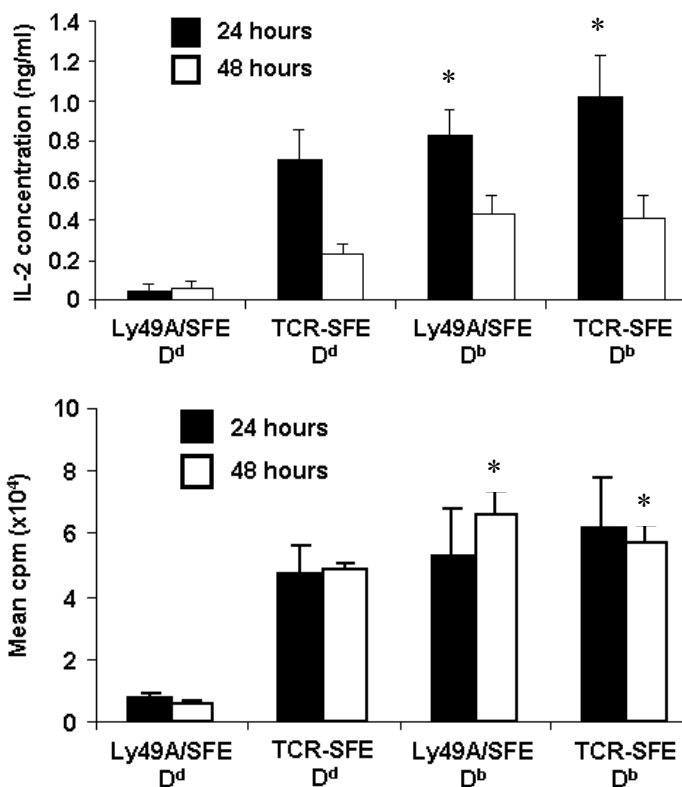 IL-2 concentration (ng/ml)
1.4
1.2
1.0
0.8
0.6
0.4
0.2
0
24 hours
48 hours
*
*
Ly49A/SFE TCR-SFE Ly49A/SFE TCR-SFE
Dᵈ Dᵈ Dᵇ Dᵇ
Mean cpm (x10⁴)
10
8
6
4
2
0
24 hours
48 hours
*
*
Ly49A/SFE TCR-SFE Ly49A/SFE TCR-SFE
Dᵈ Dᵈ Dᵇ Dᵇ